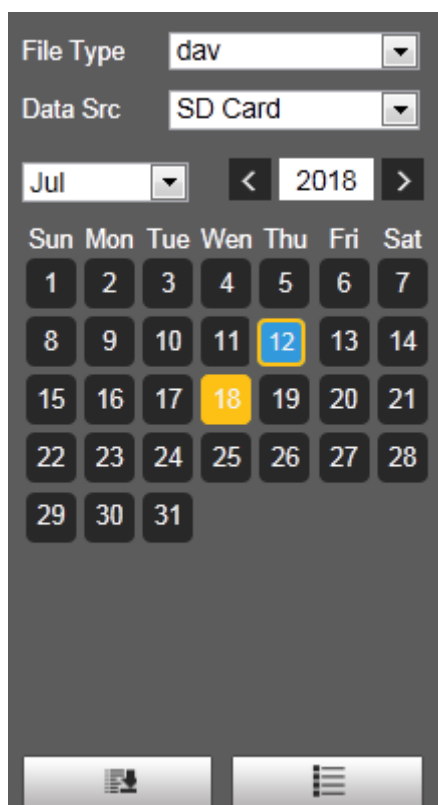 File Type dav
Data Src SD Card
Jul < 2018 >
Sun Mon Tue Wen Thu Fri Sat
1 2 3 4 5 6 7
8 9 10 11 12 13 14
15 16 17 18 19 20 21
22 23 24 25 26 27 28
29 30 31